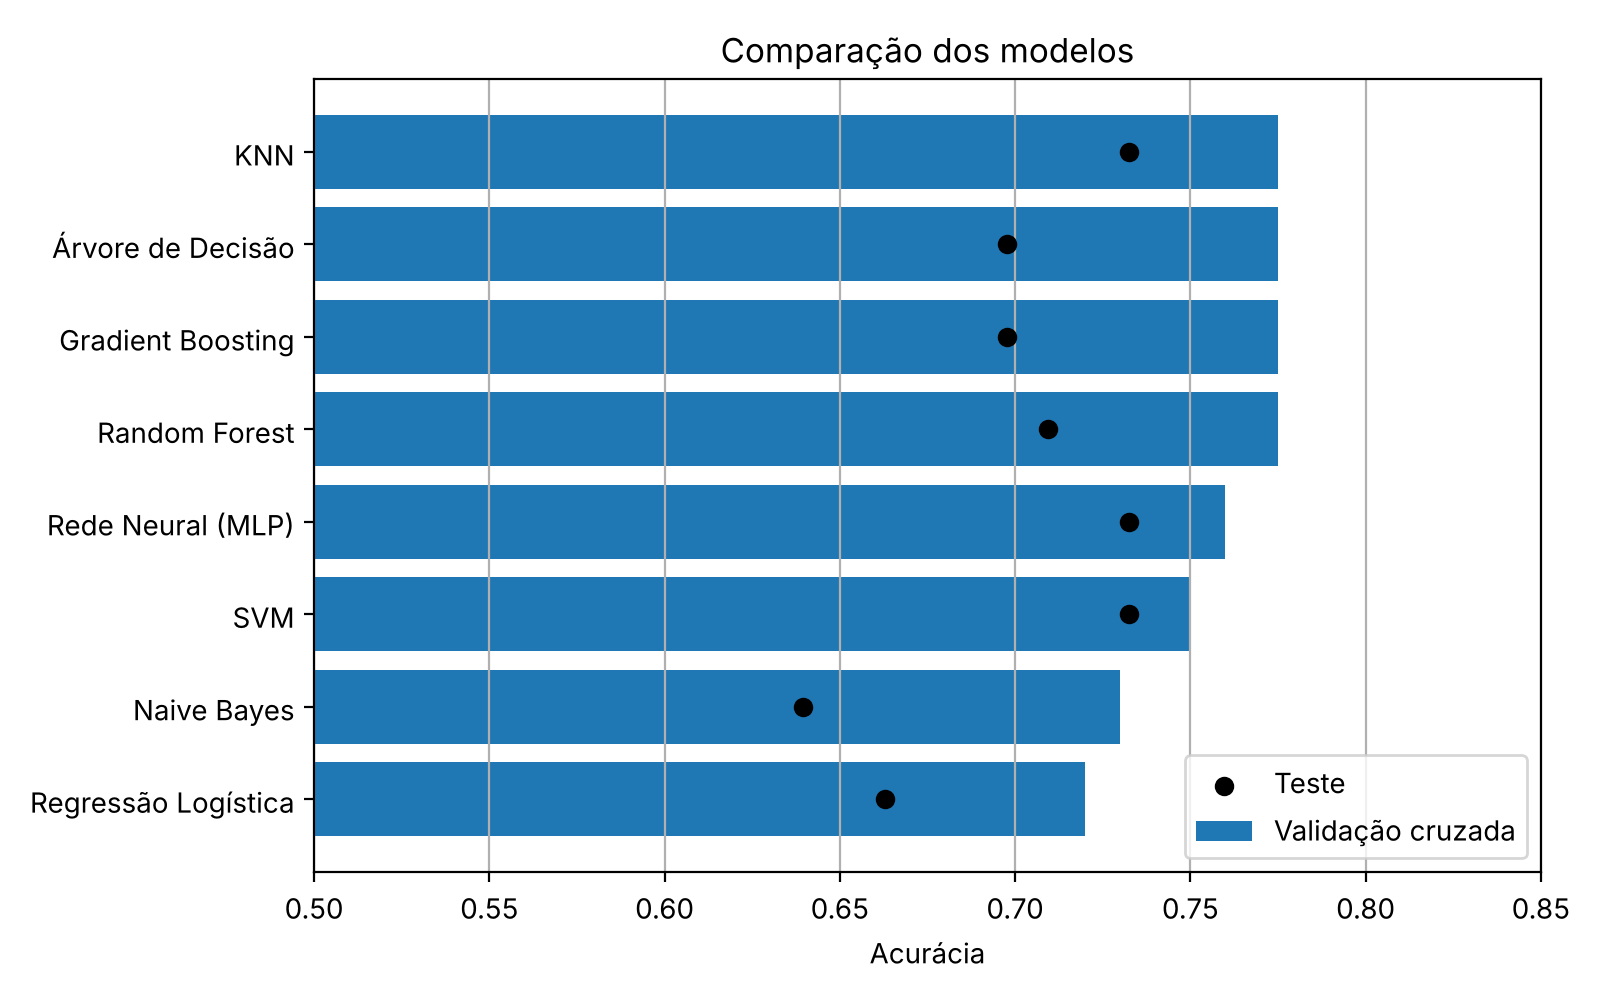 Comparação dos modelos
KNN
Árvore de Decisão
Gradient Boosting
Random Forest
Rede Neural (MLP)
SVM
Naive Bayes
Regressão Logística
Teste
Validação cruzada
0.50 0.55 0.60 0.65 0.70 0.75 0.80 0.85
Acurácia